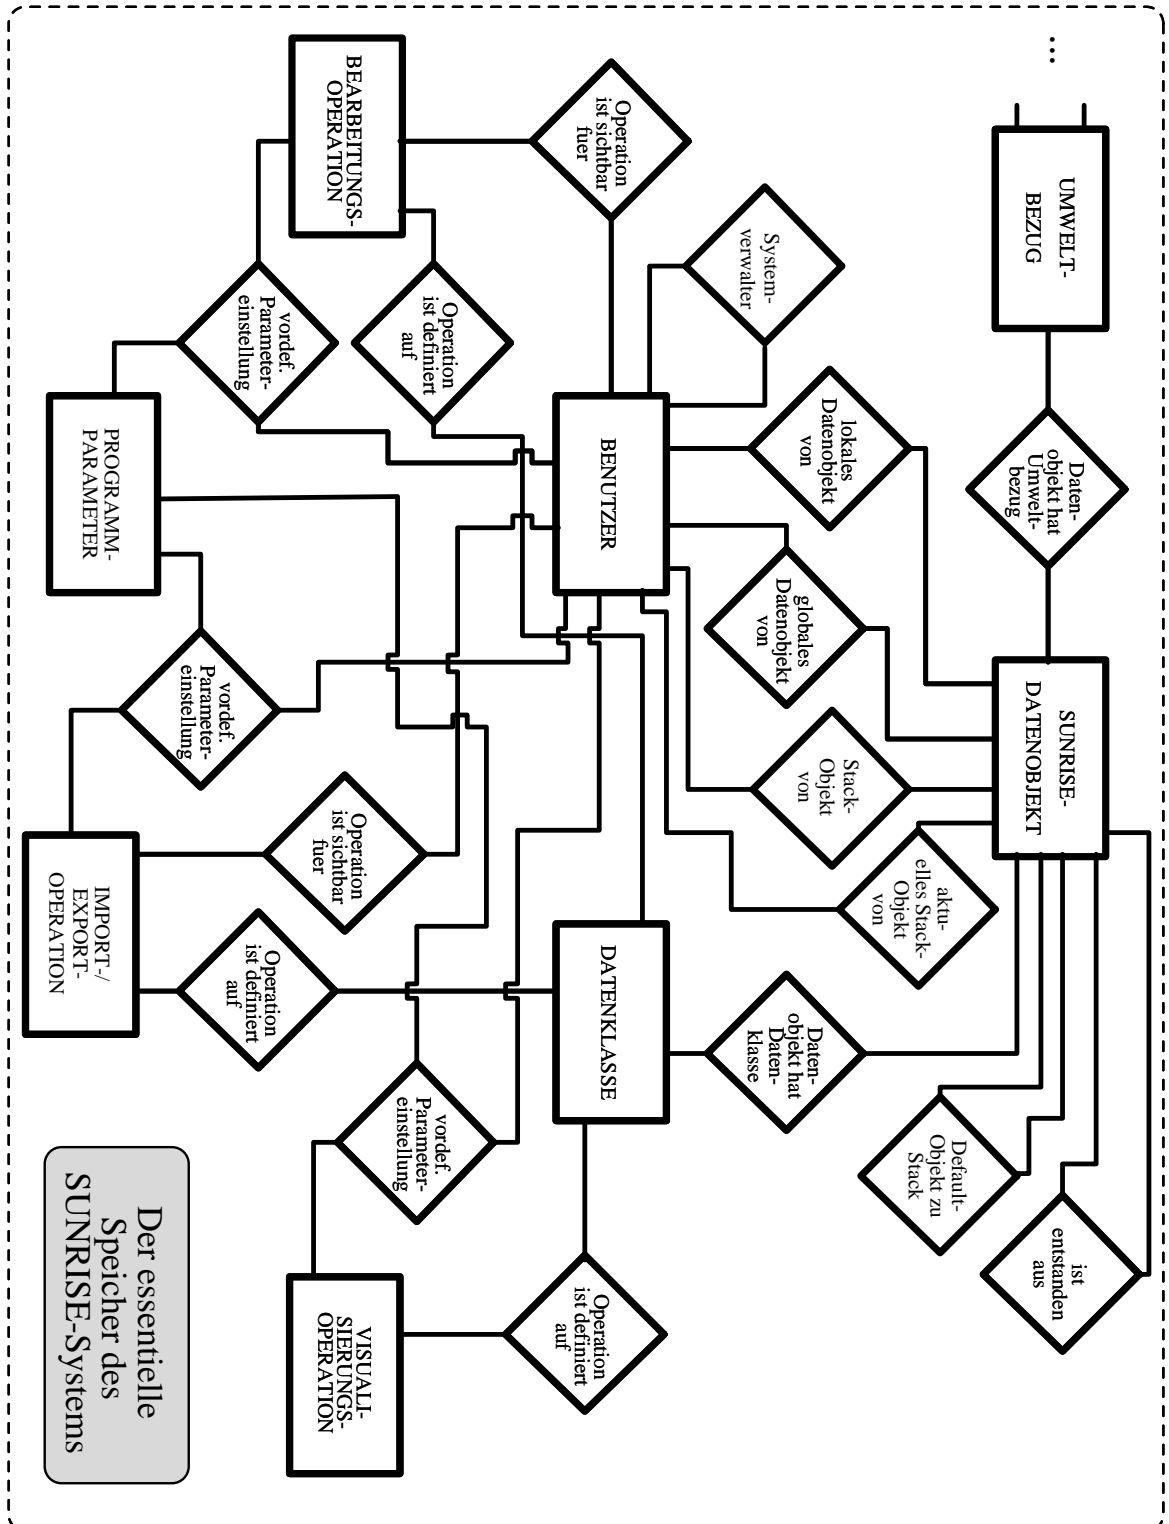 ...
UMWELT-
BEZUG
Daten-
objekt hat
Umwelt-
bezug
SUNRISE-
DATENOBJEKT
ist
entstanden
aus
Default-
Objekt zu
Stack
aktu-
elles Stack-
Objekt
von
Stack-
Objekt
von
globales
Datenobjekt
von
lokales
Datenobjekt
von
System-
verwalter
Daten-
objekt hat
Daten-
klasse
Operation
ist sichtbar
fuer
BENUTZER
DATENKLASSE
Operation
ist definiert
auf
BEARBEITUNGS-
OPERATION
Operation
ist definiert
auf
vordef.
Parameter-
einstellung
vordef.
Parameter-
einstellung
VISUALI-
SIERUNGS-
OPERATION
Operation
ist sichtbar
fuer
Operation
ist definiert
auf
vordef.
Parameter-
einstellung
PROGRAMM-
PARAMETER
IMPORT-/
EXPORT-
OPERATION
Der essentielle
Speicher des
SUNRISE-Systems